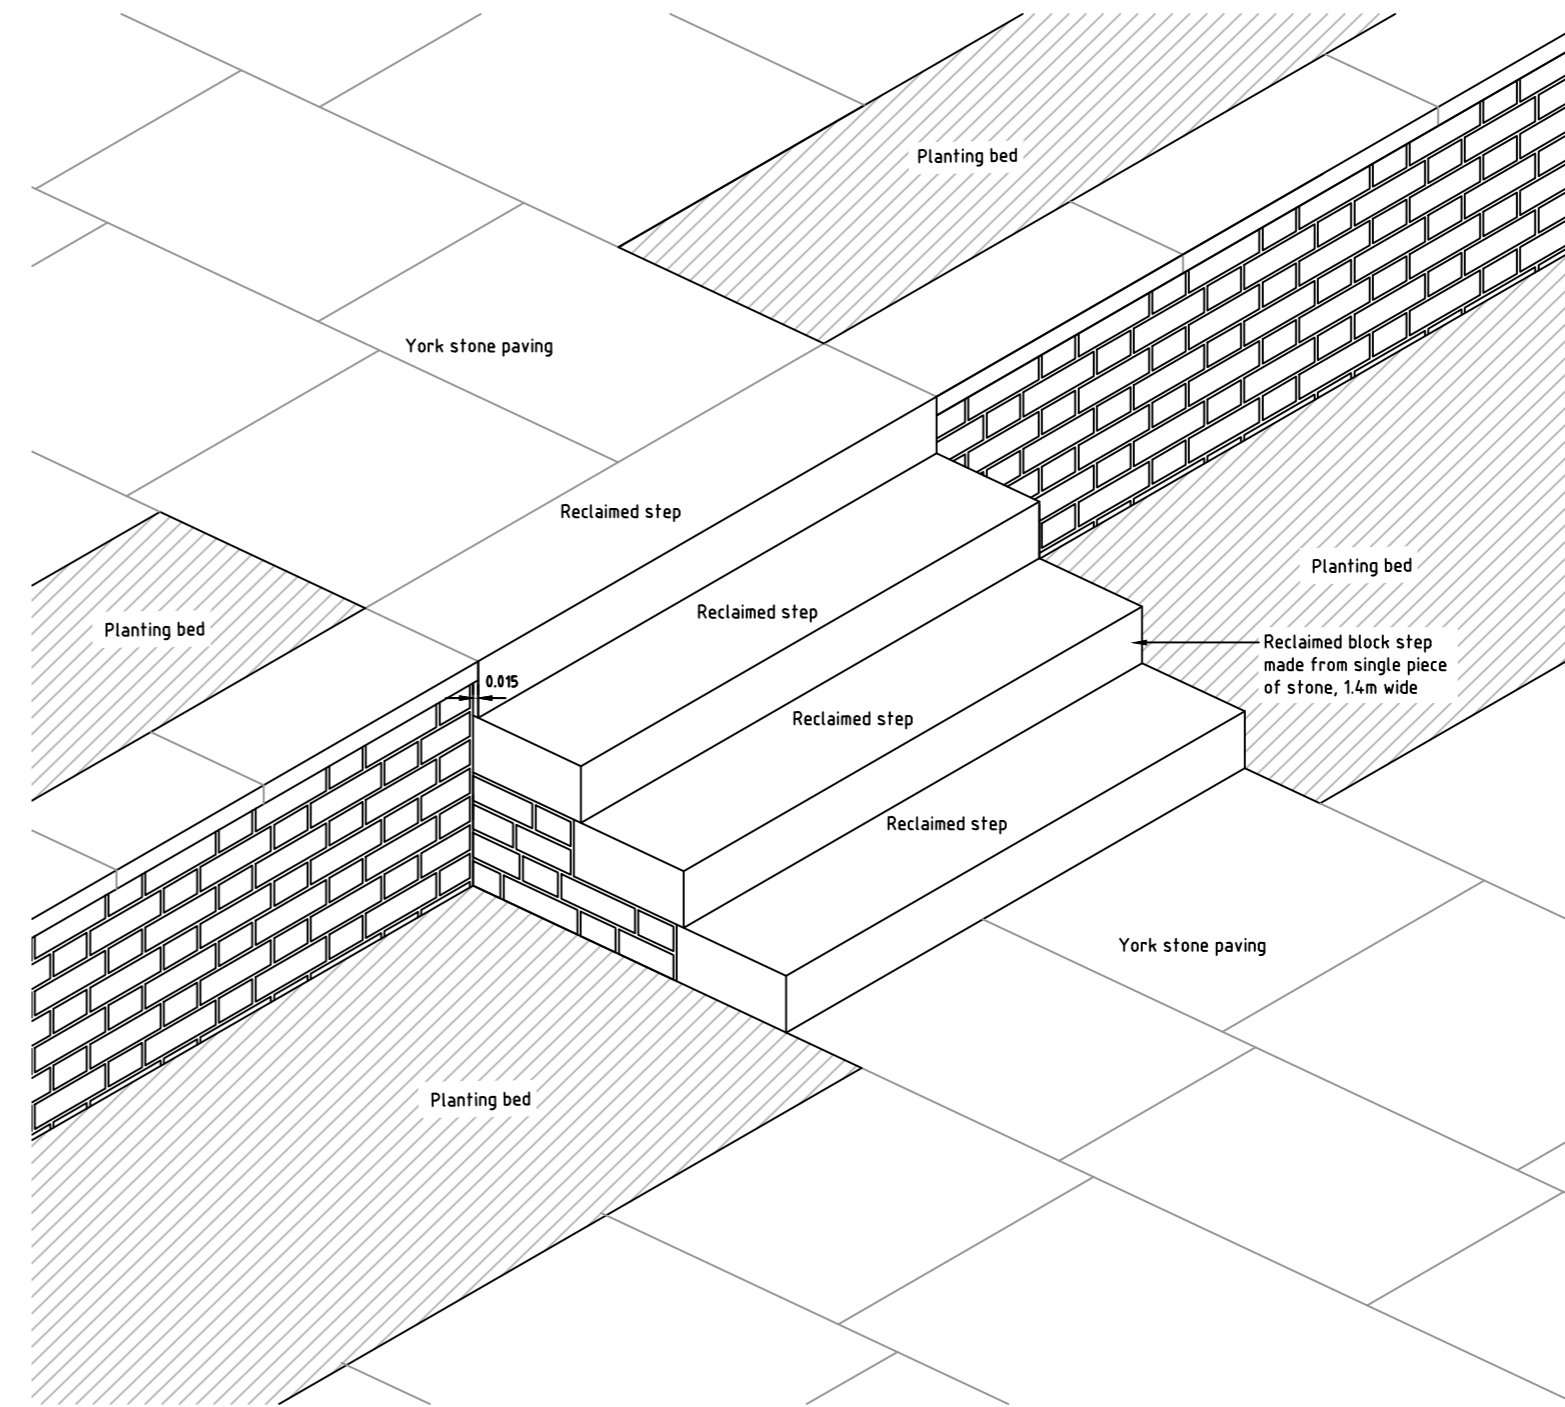 Planting bed
York stone paving
Reclaimed step
Planting bed
Reclaimed step
Planting bed
Reclaimed block step
made from single piece
of stone, 1.4m wide
0.015
Reclaimed step
Reclaimed step
York stone paving
Planting bed